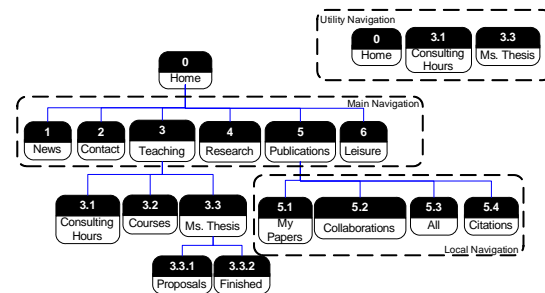 Utility Navigation
0
Home
3.1
Consulting
Hours
3.3
Ms. Thesis
0
Home
Main Navigation
1
News
2
Contact
3
Teaching
4
Research
5
Publications
6
Leisure
3.1
Consulting
Hours
3.2
Courses
3.3
Ms. Thesis
5.1
My
Papers
5.2
Collaborations
5.3
All
5.4
Citations
Local Navigation
3.3.1
Proposals
3.3.2
Finished